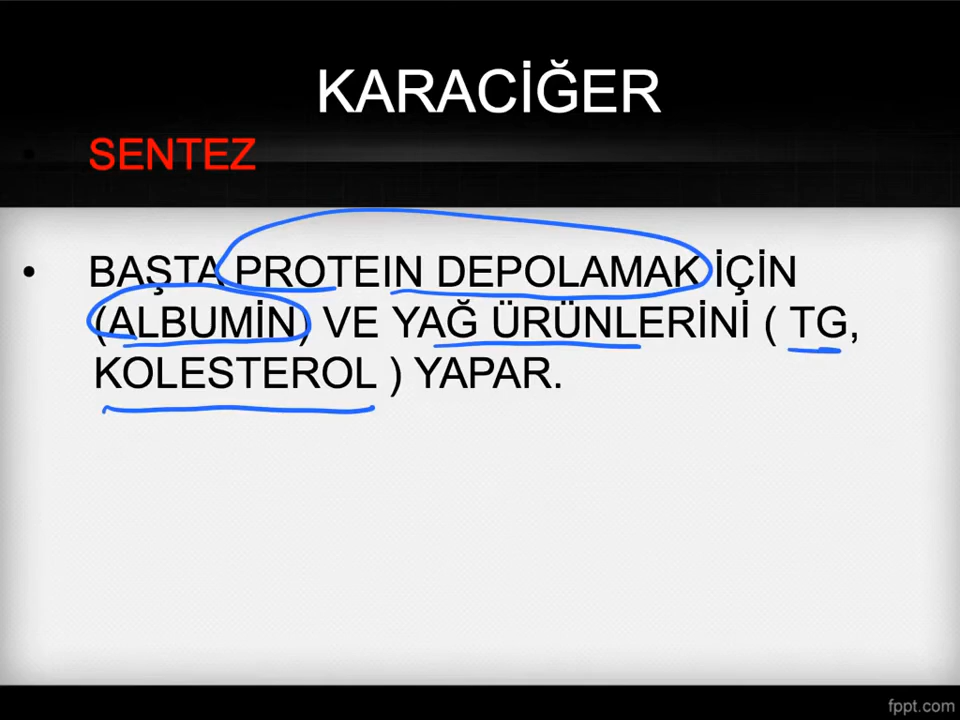 KARACİĞER
• SENTEZ
• BAŞTA PROTEIN DEPOLAMAK İÇİN
(ALBUMİN) VE YAĞ ÜRÜNLERİNİ ( TG,
KOLESTEROL ) YAPAR.
fppt.com